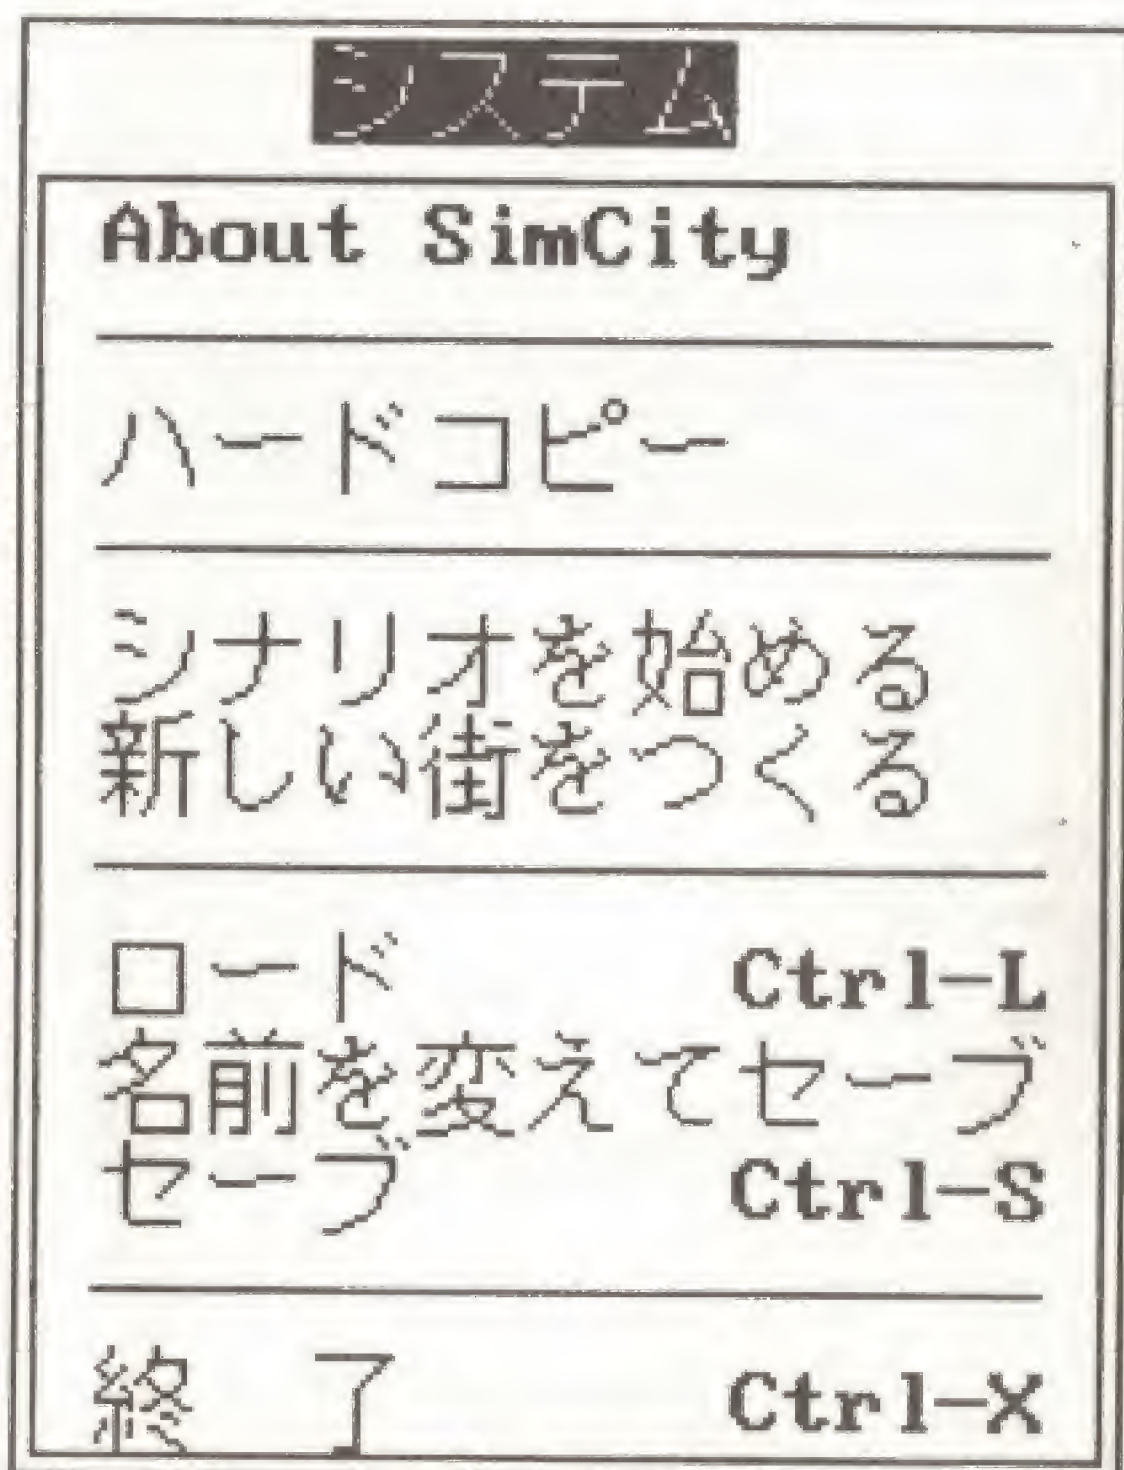 システム
About SimCity
ハードコピー
シナリオを始める
新しい街をつくる
ロード Ctrl-L
名前を変えてセーブ
セーブ Ctrl-S
終 了 Ctrl-X